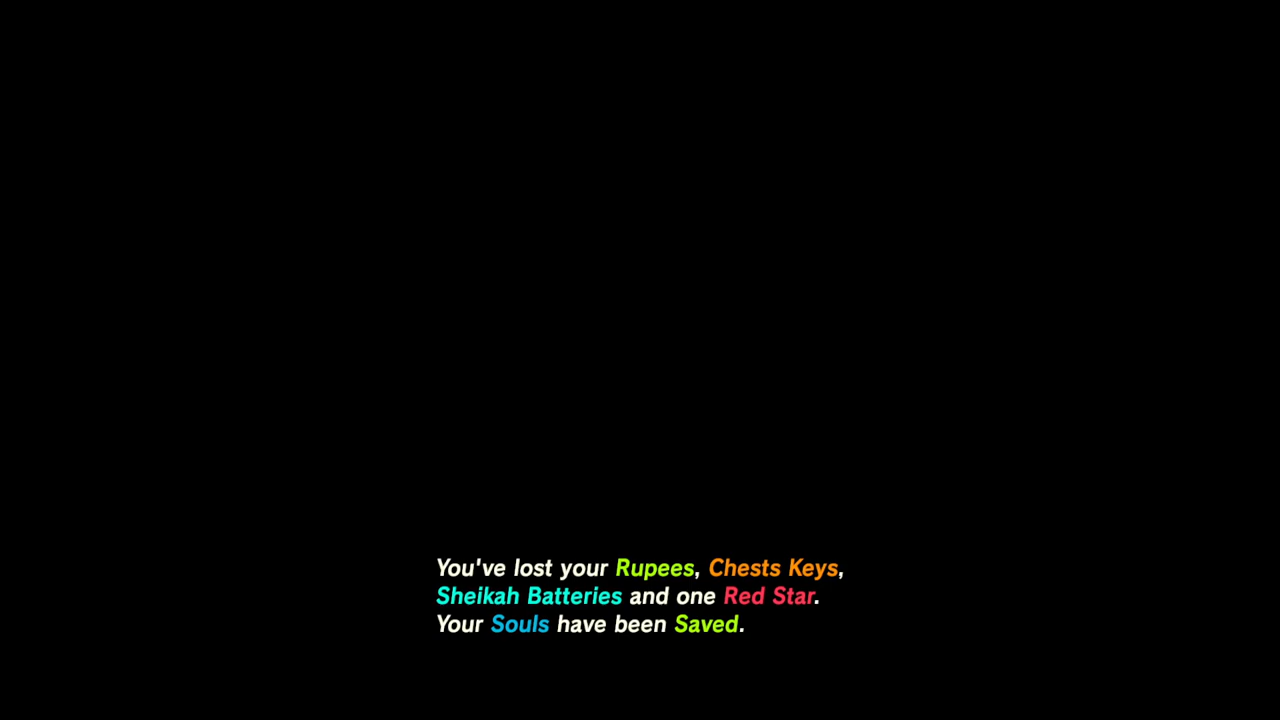 You've lost your Rupees, Chests Keys,
Sheikah Batteries and one Red Star.
Your Souls have been Saved.